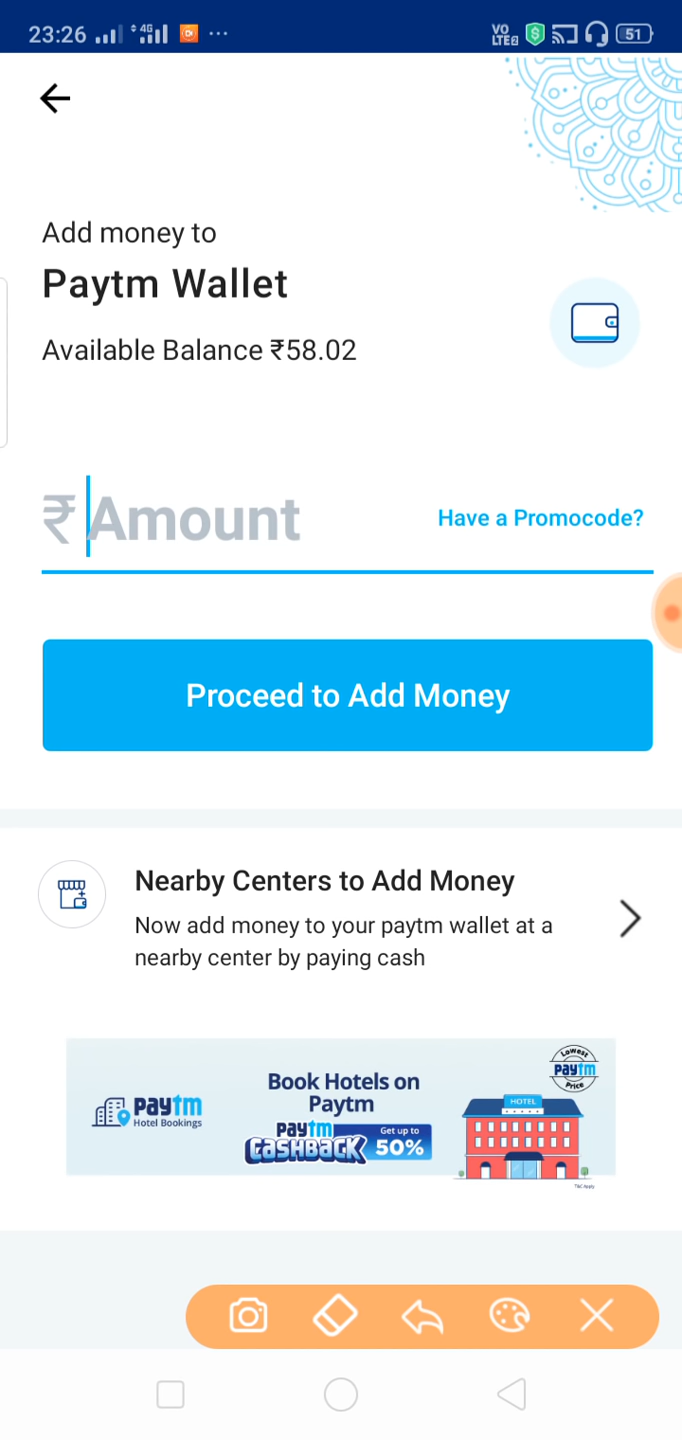 23:26 4G ... VO LTE2 51
Add money to
Paytm Wallet
Available Balance ₹58.02
₹ Amount Have a Promocode?
Proceed to Add Money
Nearby Centers to Add Money
Now add money to your paytm wallet at a
nearby center by paying cash
Lowest
paytm
Price
Book Hotels on
Paytm
paytm
Hotel Bookings
paytm
CASHBACK
Get up to
50%
HOTEL
T&C Apply